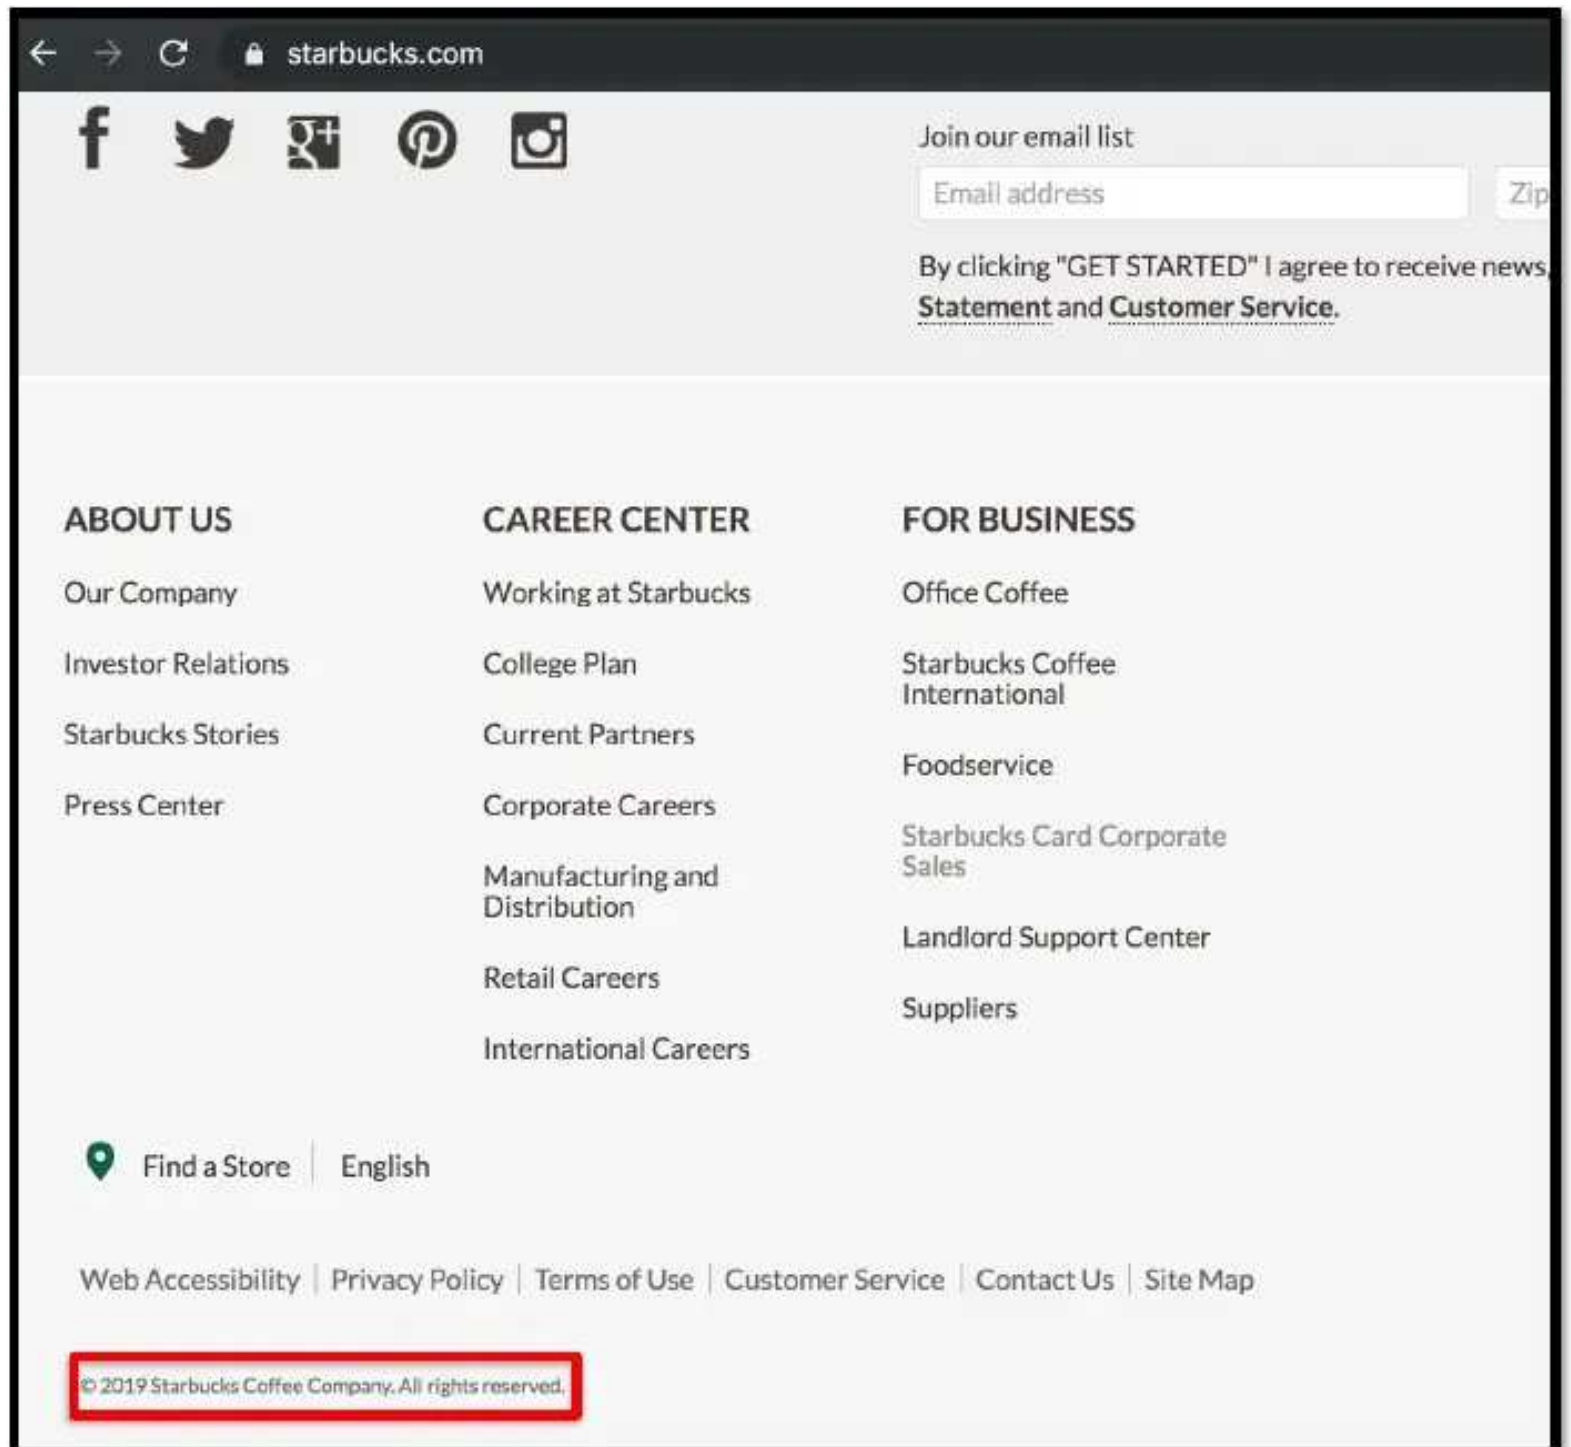 starbucks.com
Join our email list
Email address
Zip
By clicking "GET STARTED" I agree to receive news,
Statement and Customer Service.
ABOUT US
Our Company
Investor Relations
Starbucks Stories
Press Center
CAREER CENTER
Working at Starbucks
College Plan
Current Partners
Corporate Careers
Manufacturing and
Distribution
Retail Careers
International Careers
FOR BUSINESS
Office Coffee
Starbucks Coffee
International
Foodservice
Starbucks Card Corporate
Sales
Landlord Support Center
Suppliers
Find a Store | English
Web Accessibility | Privacy Policy | Terms of Use | Customer Service | Contact Us | Site Map
© 2019 Starbucks Coffee Company. All rights reserved.